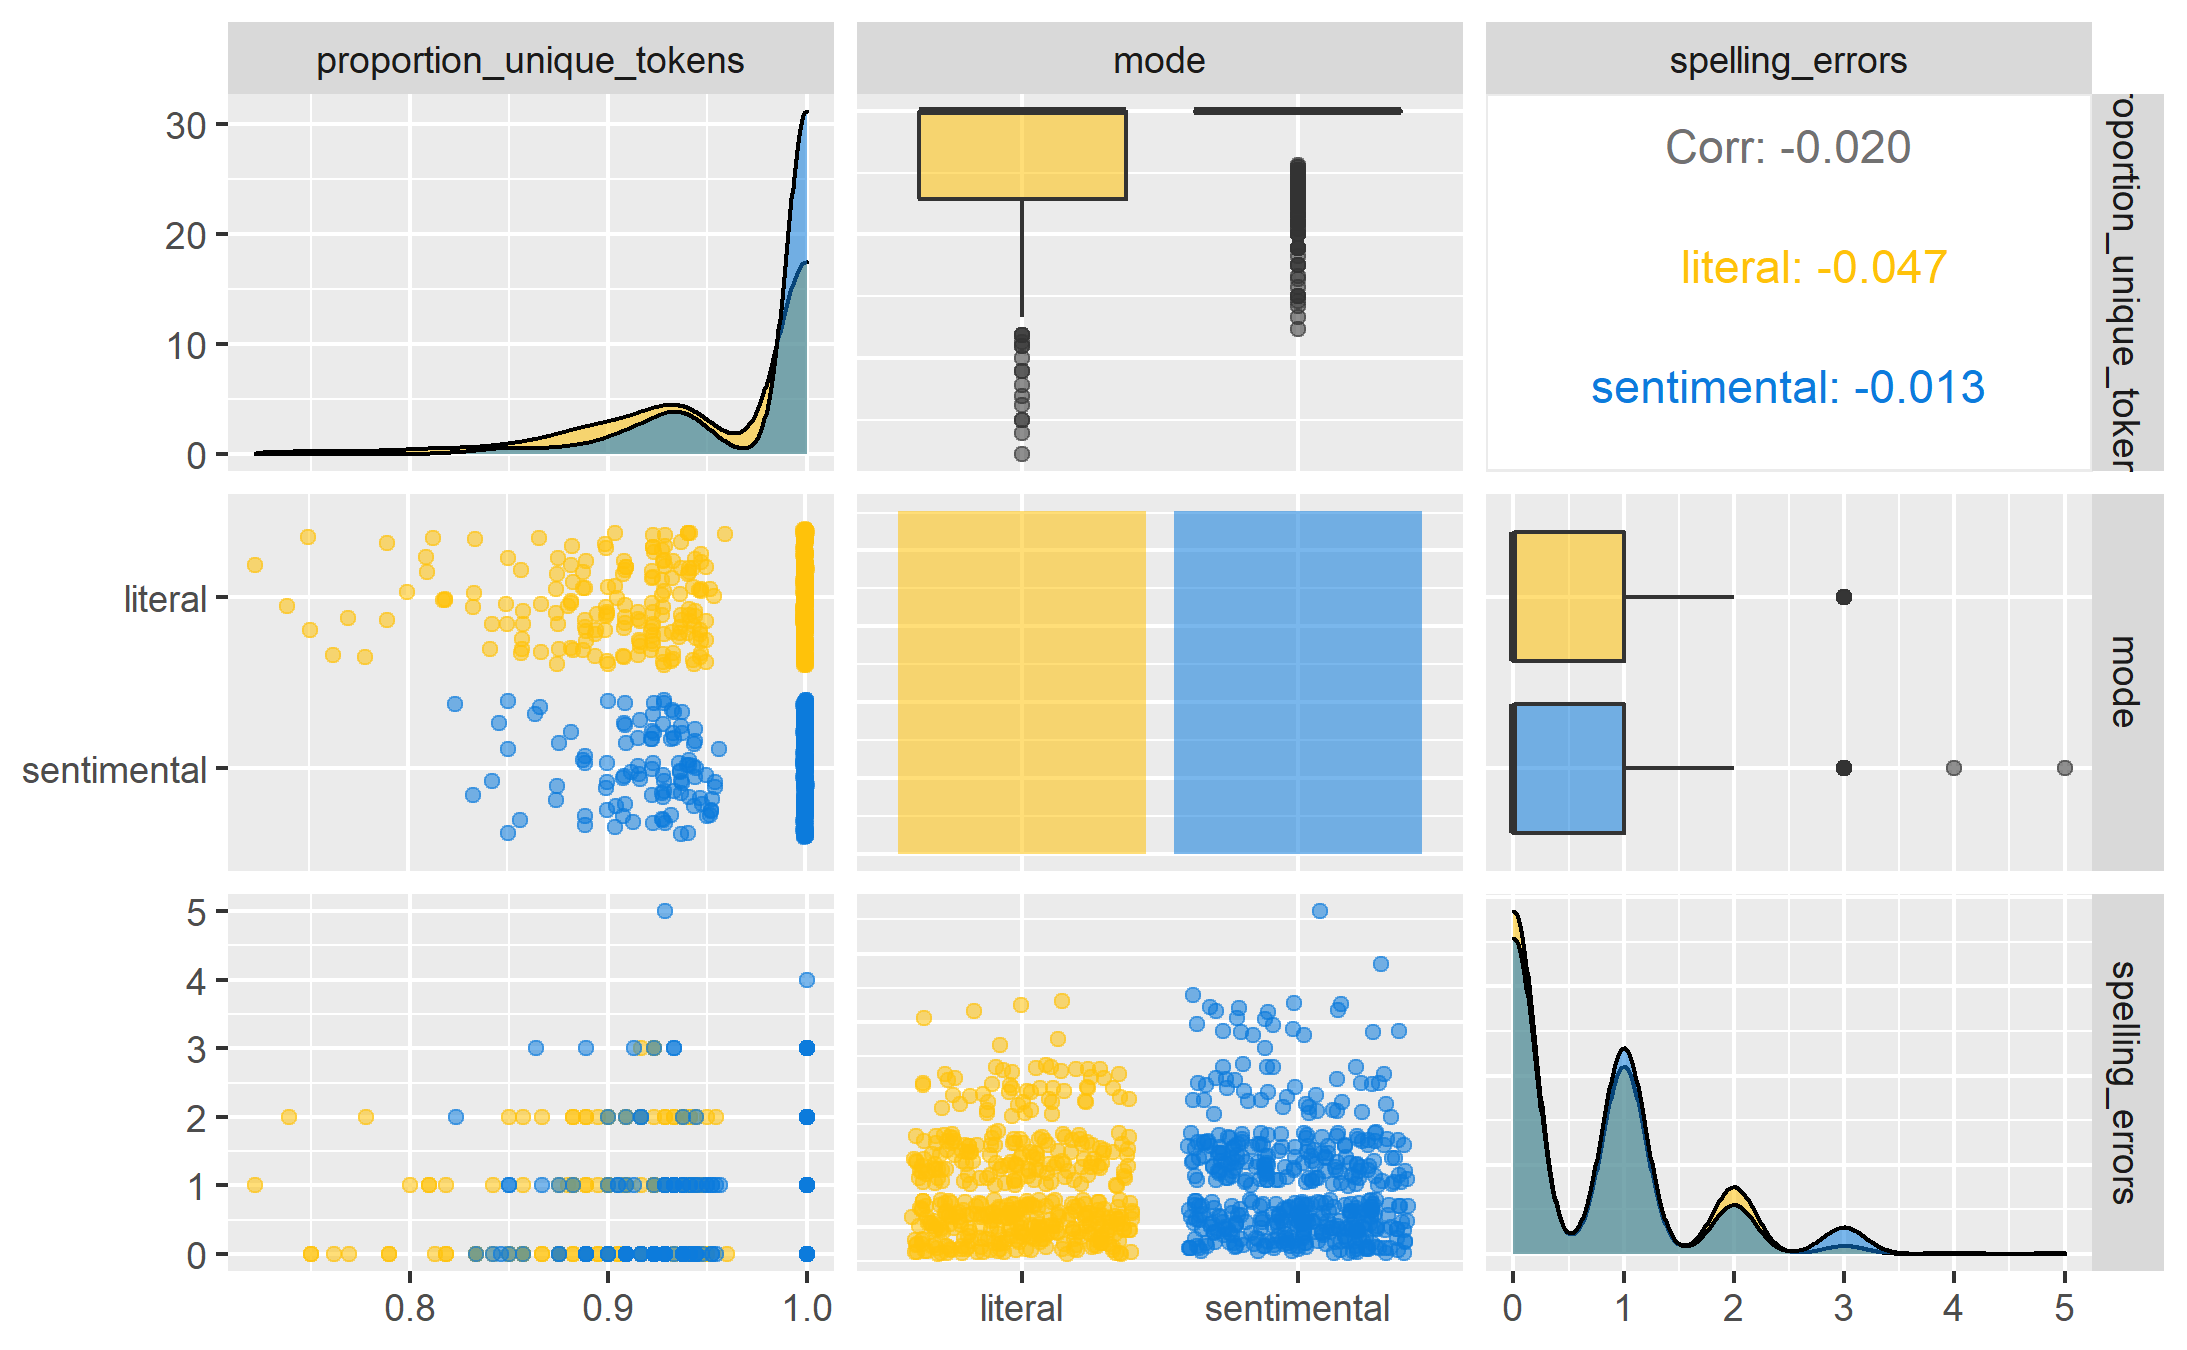 proportion_unique_tokens
mode
spelling_errors
30
20
10
0
Corr: -0.020
literal: -0.047
sentimental: -0.013
roportion_unique_token
literal
sentimental
mode
5
4
3
2
1
0
spelling_errors
0.8 0.9 1.0
literal sentimental
0 1 2 3 4 5